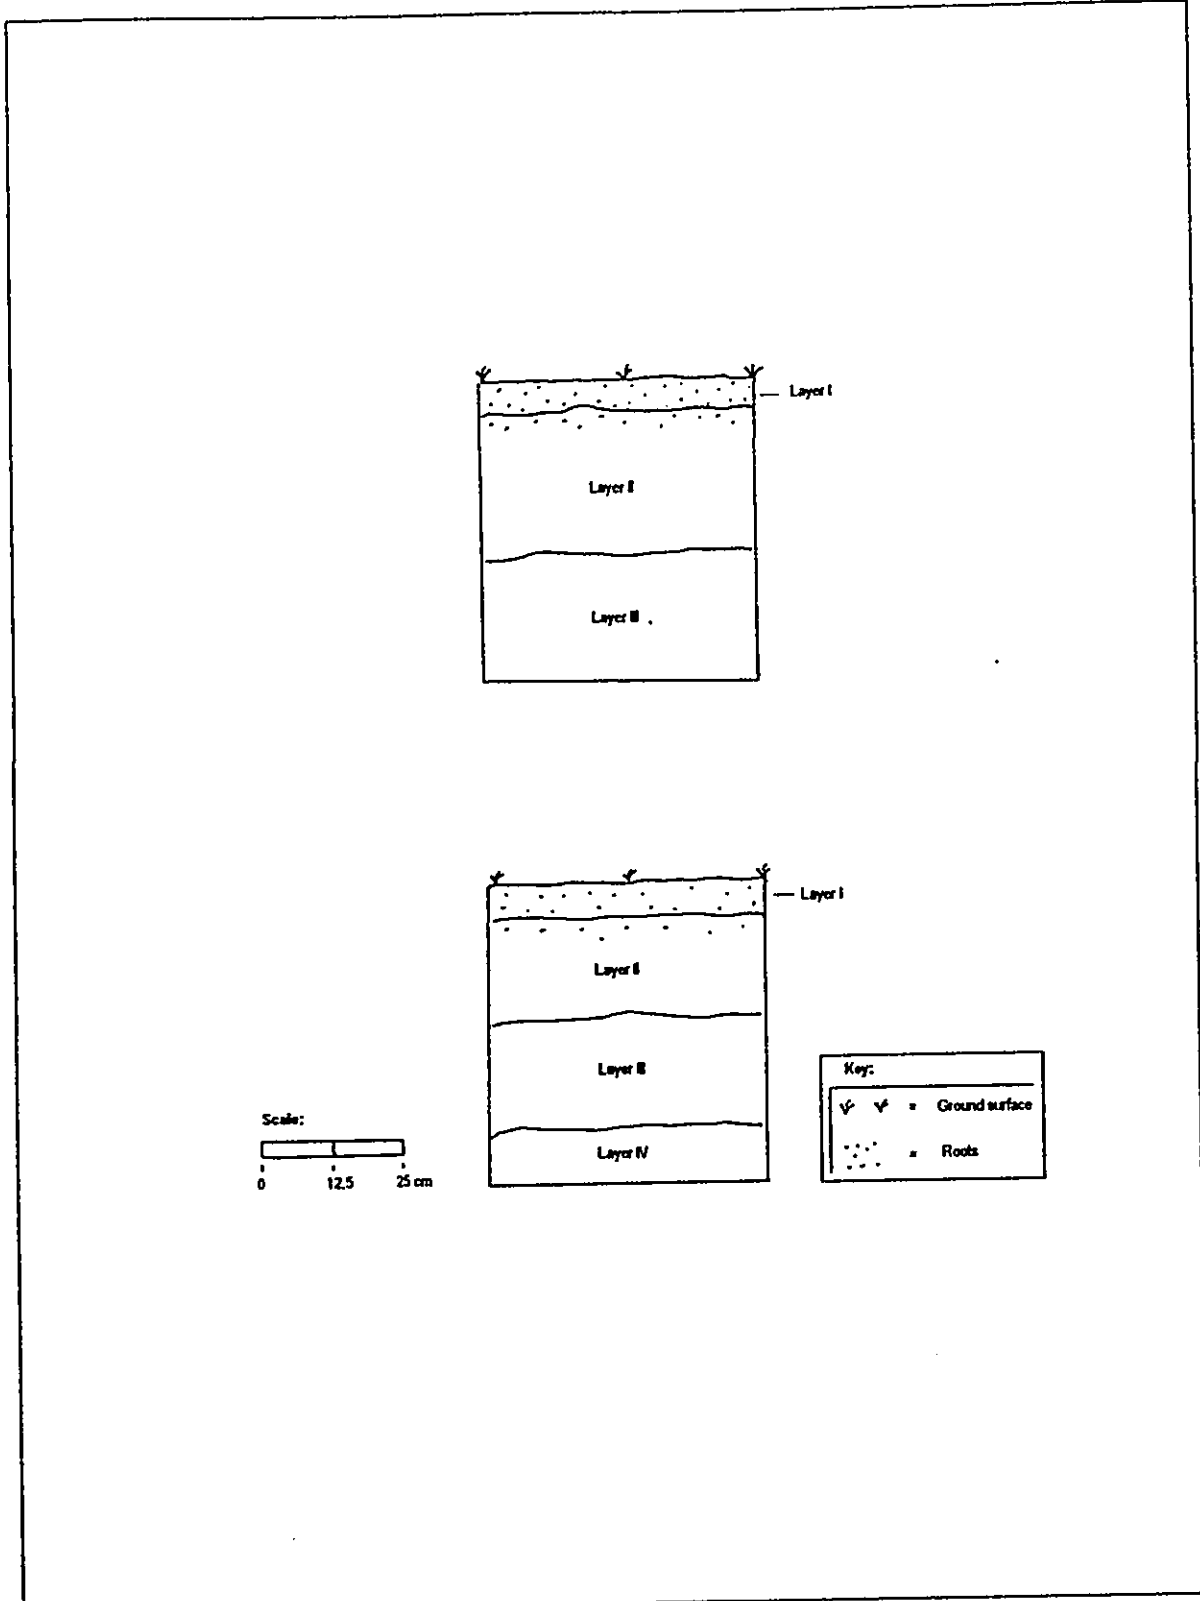 Layer I
Layer II
Layer III
Layer I
Layer II
Layer III
Key:
= Ground surface
Scale:
= Roots
Layer IV
0 12.5 25 cm